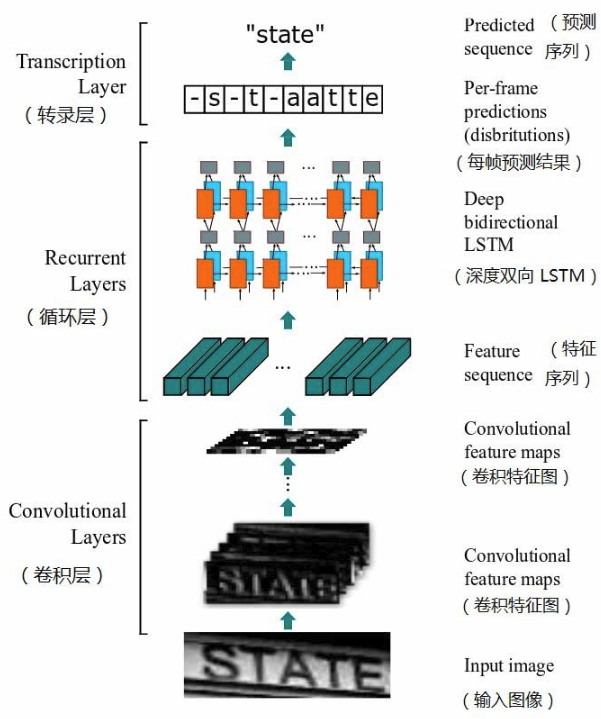 "state"
Predicted (预测
sequence 序列)
Transcription
Layer
(转录层)
-s-t-aatte
Per-frame
predictions
(disbritutions)
(每帧预测结果)
Recurrent
Layers
(循环层)
...
...
Deep
bidirectional
LSTM
(深度双向 LSTM)
...
Feature (特征
sequence 序列)
Convolutional
Layers
(卷积层)
Convolutional
feature maps
(卷积特征图)
STATE
Convolutional
feature maps
(卷积特征图)
STATE
Input image
(输入图像)